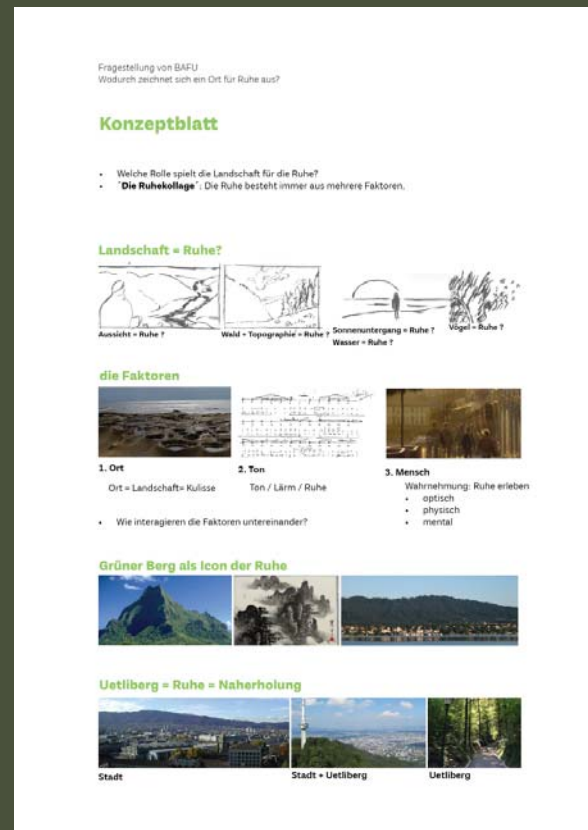 Fragestellung von BAFU
Wodurch zeichnet sich ein Ort für Ruhe aus?
Konzeptblatt
• Welche Rolle spielt die Landschaft für die Ruhe?
• ´Die Ruhekollage´: Die Ruhe besteht immer aus mehrere Faktoren.
Landschaft = Ruhe?
Aussicht = Ruhe ?
Wald + Topographie = Ruhe ?
Sonnenuntergang = Ruhe ?
Wasser = Ruhe ?
Vögel = Ruhe ?
die Faktoren
1. Ort
Ort = Landschaft= Kulisse
2. Ton
Ton / Lärm / Ruhe
3. Mensch
Wahrnehmung: Ruhe erleben
• optisch
• physisch
• mental
• Wie interagieren die Faktoren untereinander?
Grüner Berg als Icon der Ruhe
Uetliberg = Ruhe = Naherholung
Stadt
Stadt + Uetliberg
Uetliberg